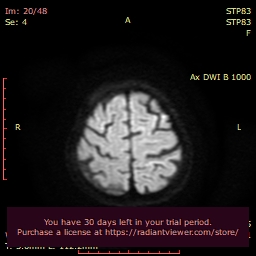 Im: 20/48
Se: 4
A
STP83
STP83
F
Ax DWI B 1000
R
L
You have 30 days left in your trial period.
Purchase a license at https://radiantviewer.com/store/